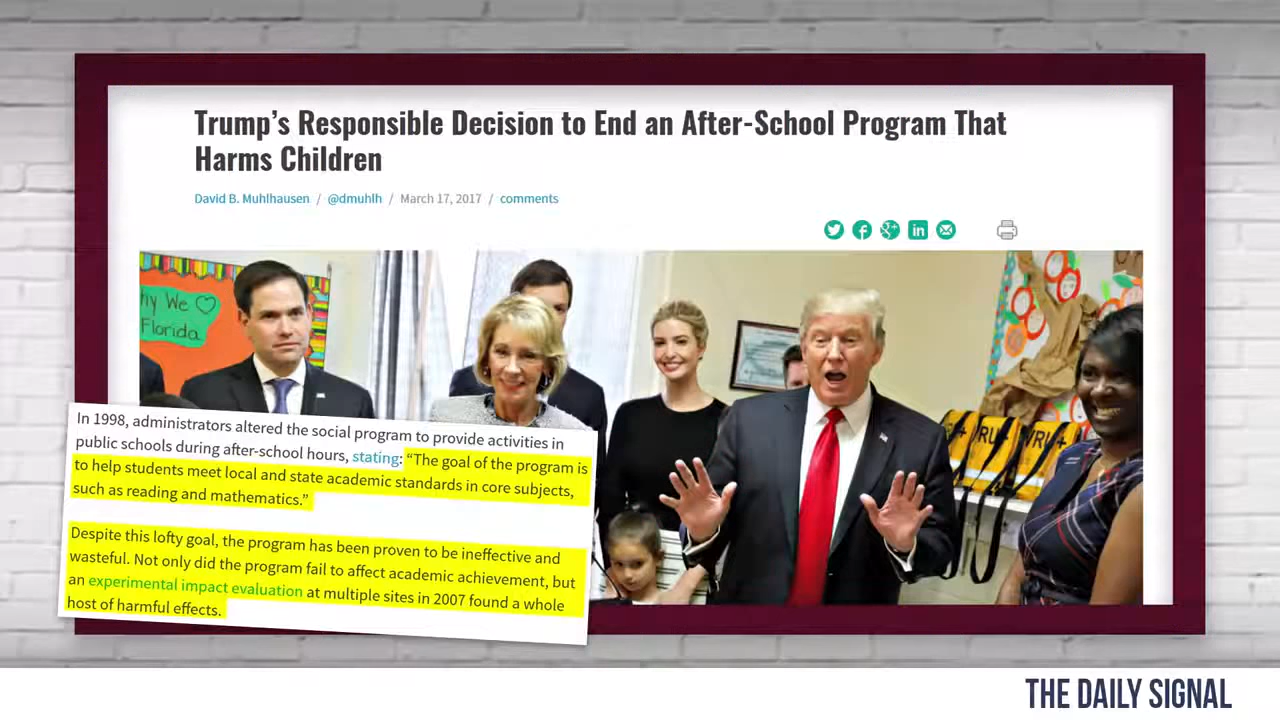 Trump’s Responsible Decision to End an After-School Program That
Harms Children
David B. Muhlhausen / @dmuhlh / March 17, 2017 / comments
hy We
Florida
In 1998, administrators altered the social program to provide activities in
public schools during after-school hours, stating: “The goal of the program is
to help students meet local and state academic standards in core subjects,
such as reading and mathematics.”
Despite this lofty goal, the program has been proven to be ineffective and
wasteful. Not only did the program fail to affect academic achievement, but
an experimental impact evaluation at multiple sites in 2007 found a whole
host of harmful effects.
THE DAILY SIGNAL